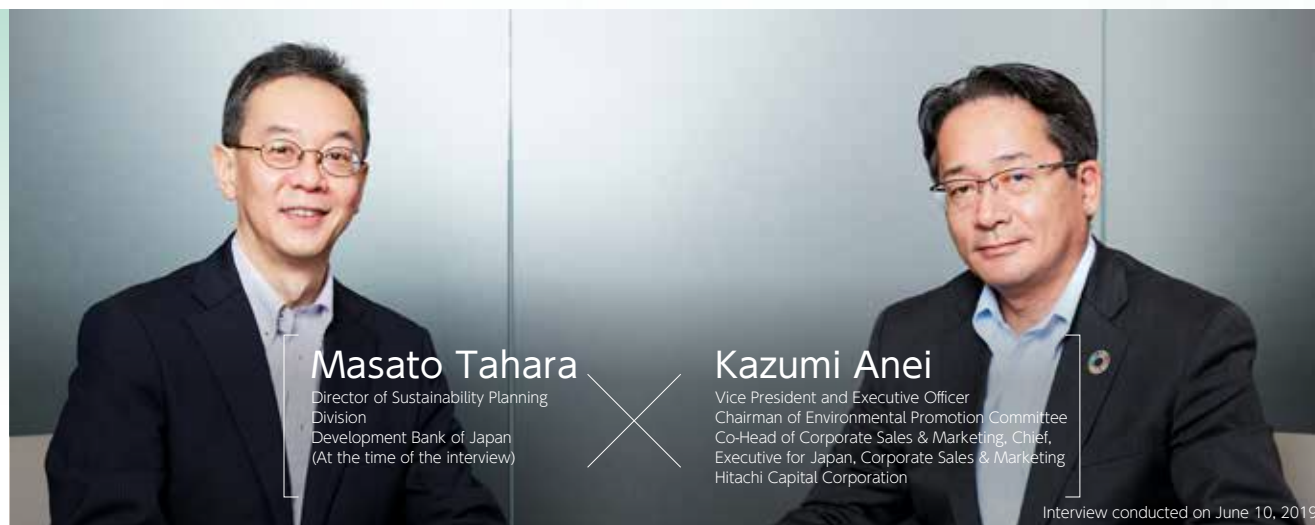 Masato Tahara
Director of Sustainability Planning
Division
Development Bank of Japan
(At the time of the interview)
Kazumi Anei
Vice President and Executive Officer
Chairman of Environmental Promotion Committee
Co-Head of Corporate Sales & Marketing, Chief,
Executive for Japan, Corporate Sales & Marketing
Hitachi Capital Corporation
Interview conducted on June 10, 2019